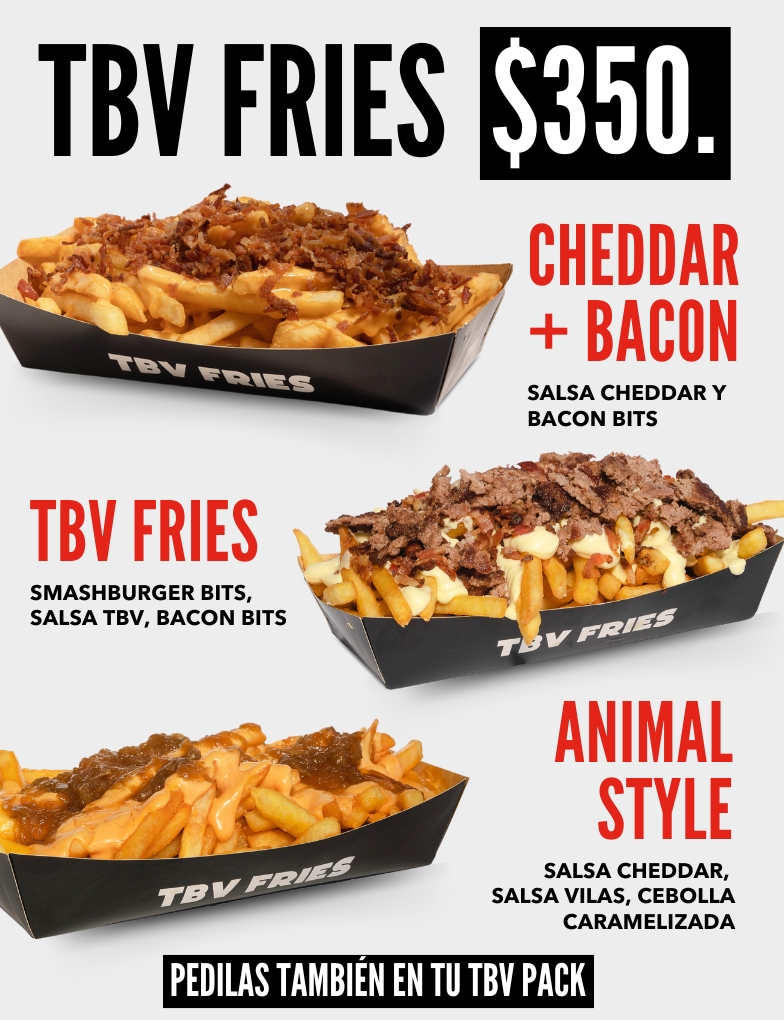 TBV FRIES $350.
CHEDDAR
+ BACON
SALSA CHEDDAR Y
BACON BITS
TBV FRIES
TBV FRIES
SMASHBURGER BITS,
SALSA TBV, BACON BITS
TBV FRIES
ANIMAL
STYLE
SALSA CHEDDAR,
SALSA VILAS, CEBOLLA
CARAMELIZADA
TBV FRIES
PEDILAS TAMBIÉN EN TU TBV PACK